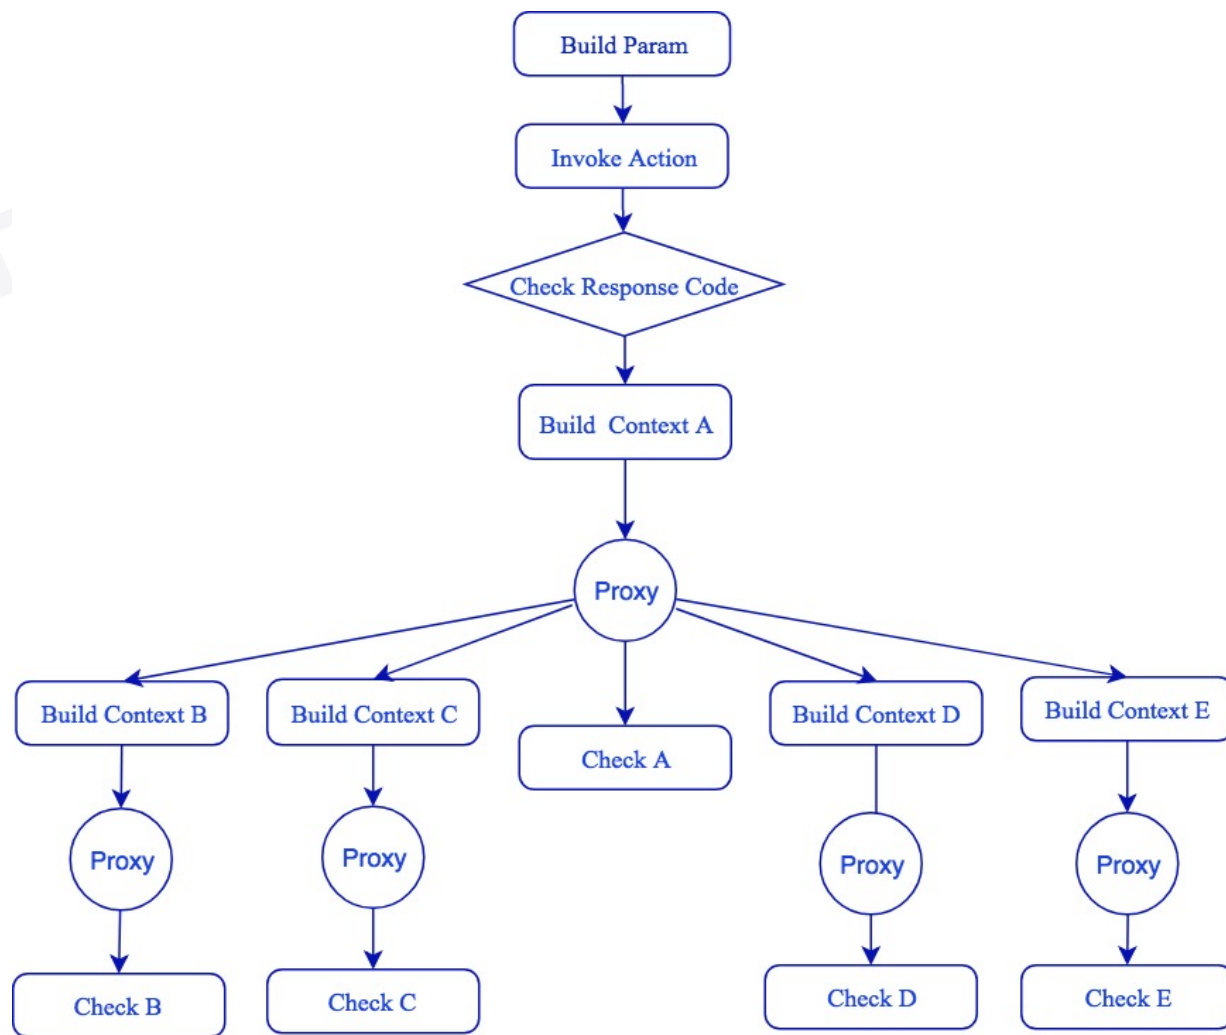 Build Param
Invoke Action
Check Response Code
Build  Context A
Proxy
Build Context B
Build Context C
Check A
Build Context D
Build Context E
Proxy
Proxy
Proxy
Proxy
Check B
Check C
Check D
Check E